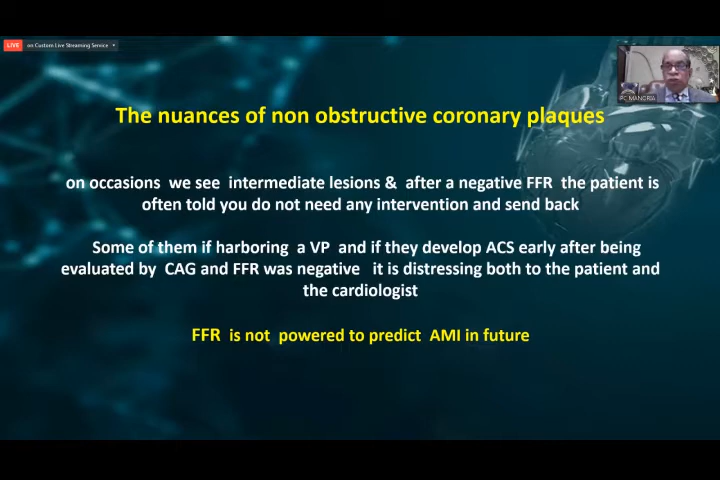 LIVE on Custom Live Streaming Service
PC MANORIA
The nuances of non obstructive coronary plaques
on occasions we see intermediate lesions & after a negative FFR the patient is
often told you do not need any intervention and send back
Some of them if harboring a VP and if they develop ACS early after being
evaluated by CAG and FFR was negative it is distressing both to the patient and
the cardiologist
FFR is not powered to predict AMI in future